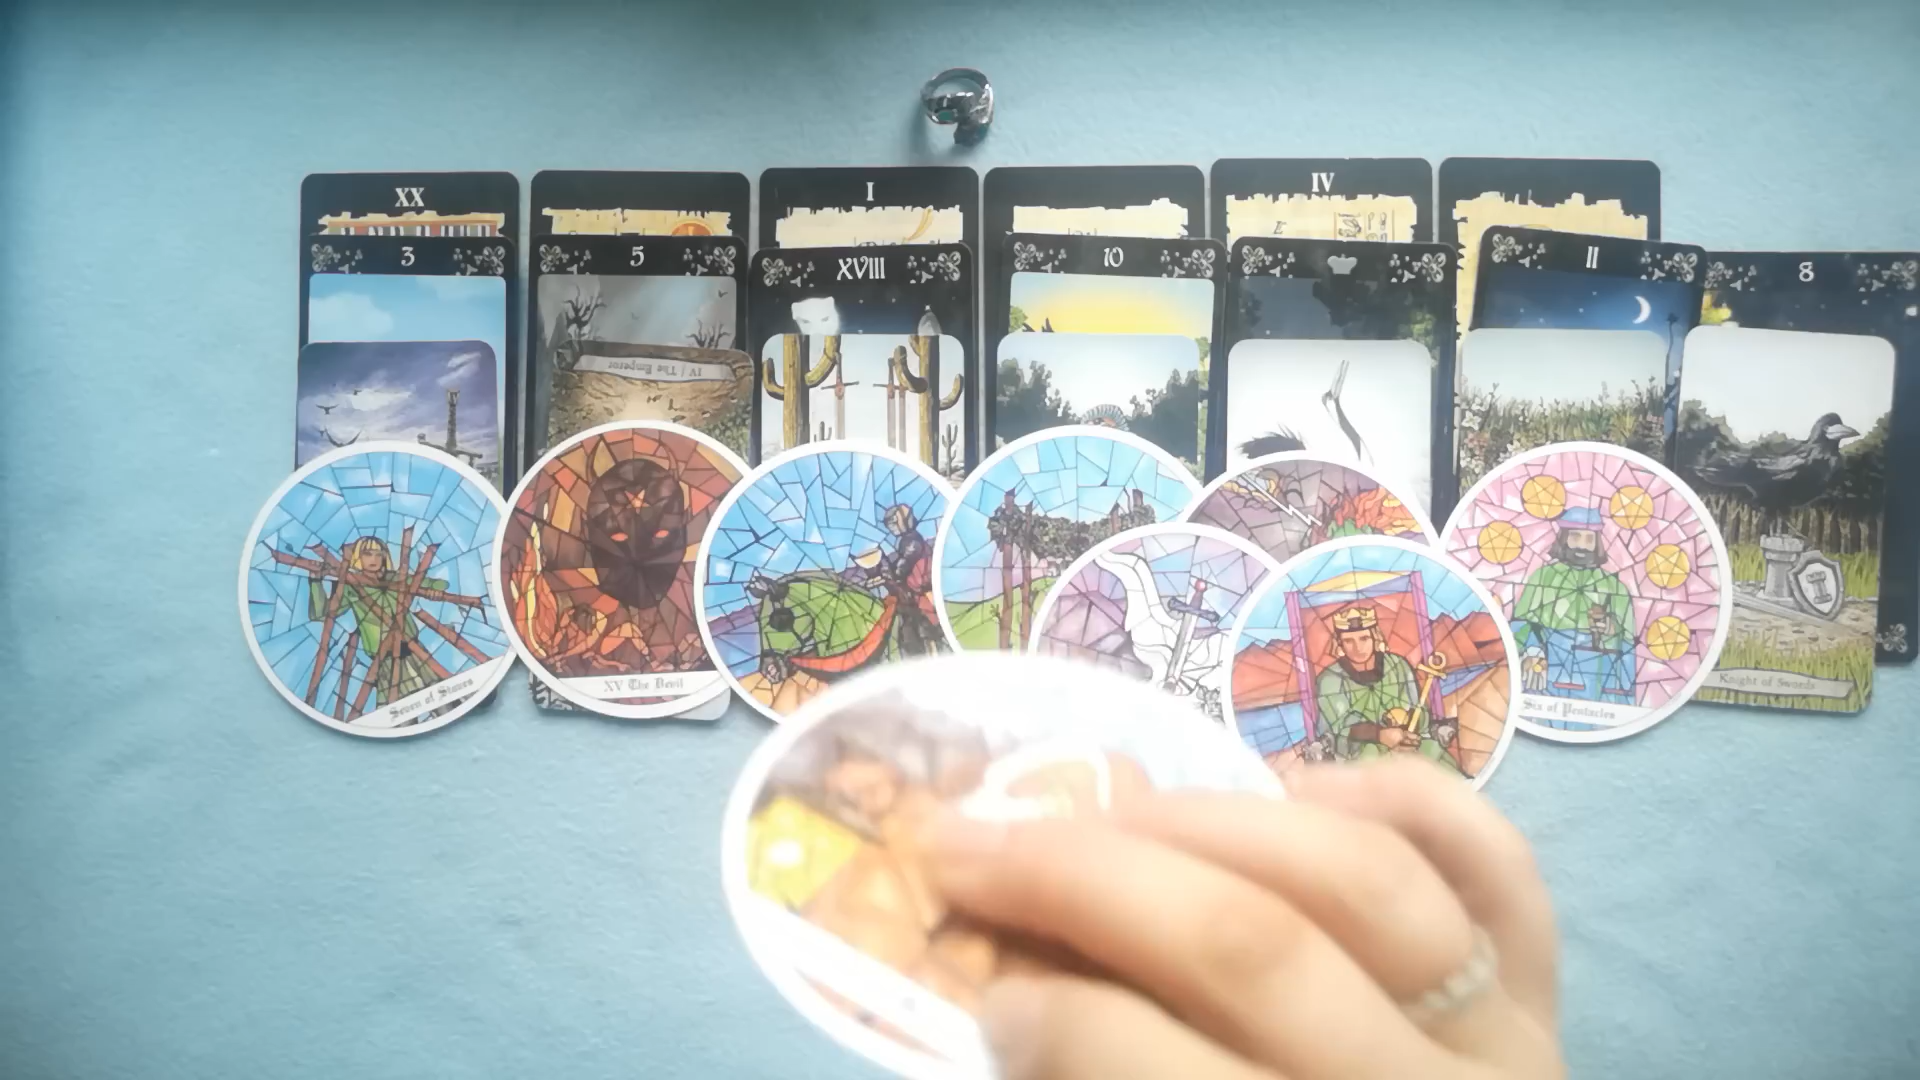 XX
I
IV
3
5
XVIII
10
II
8
IV | The Emperor
Seven of Staves
XV The Devil
Six of Pentacles
Knight of Swords